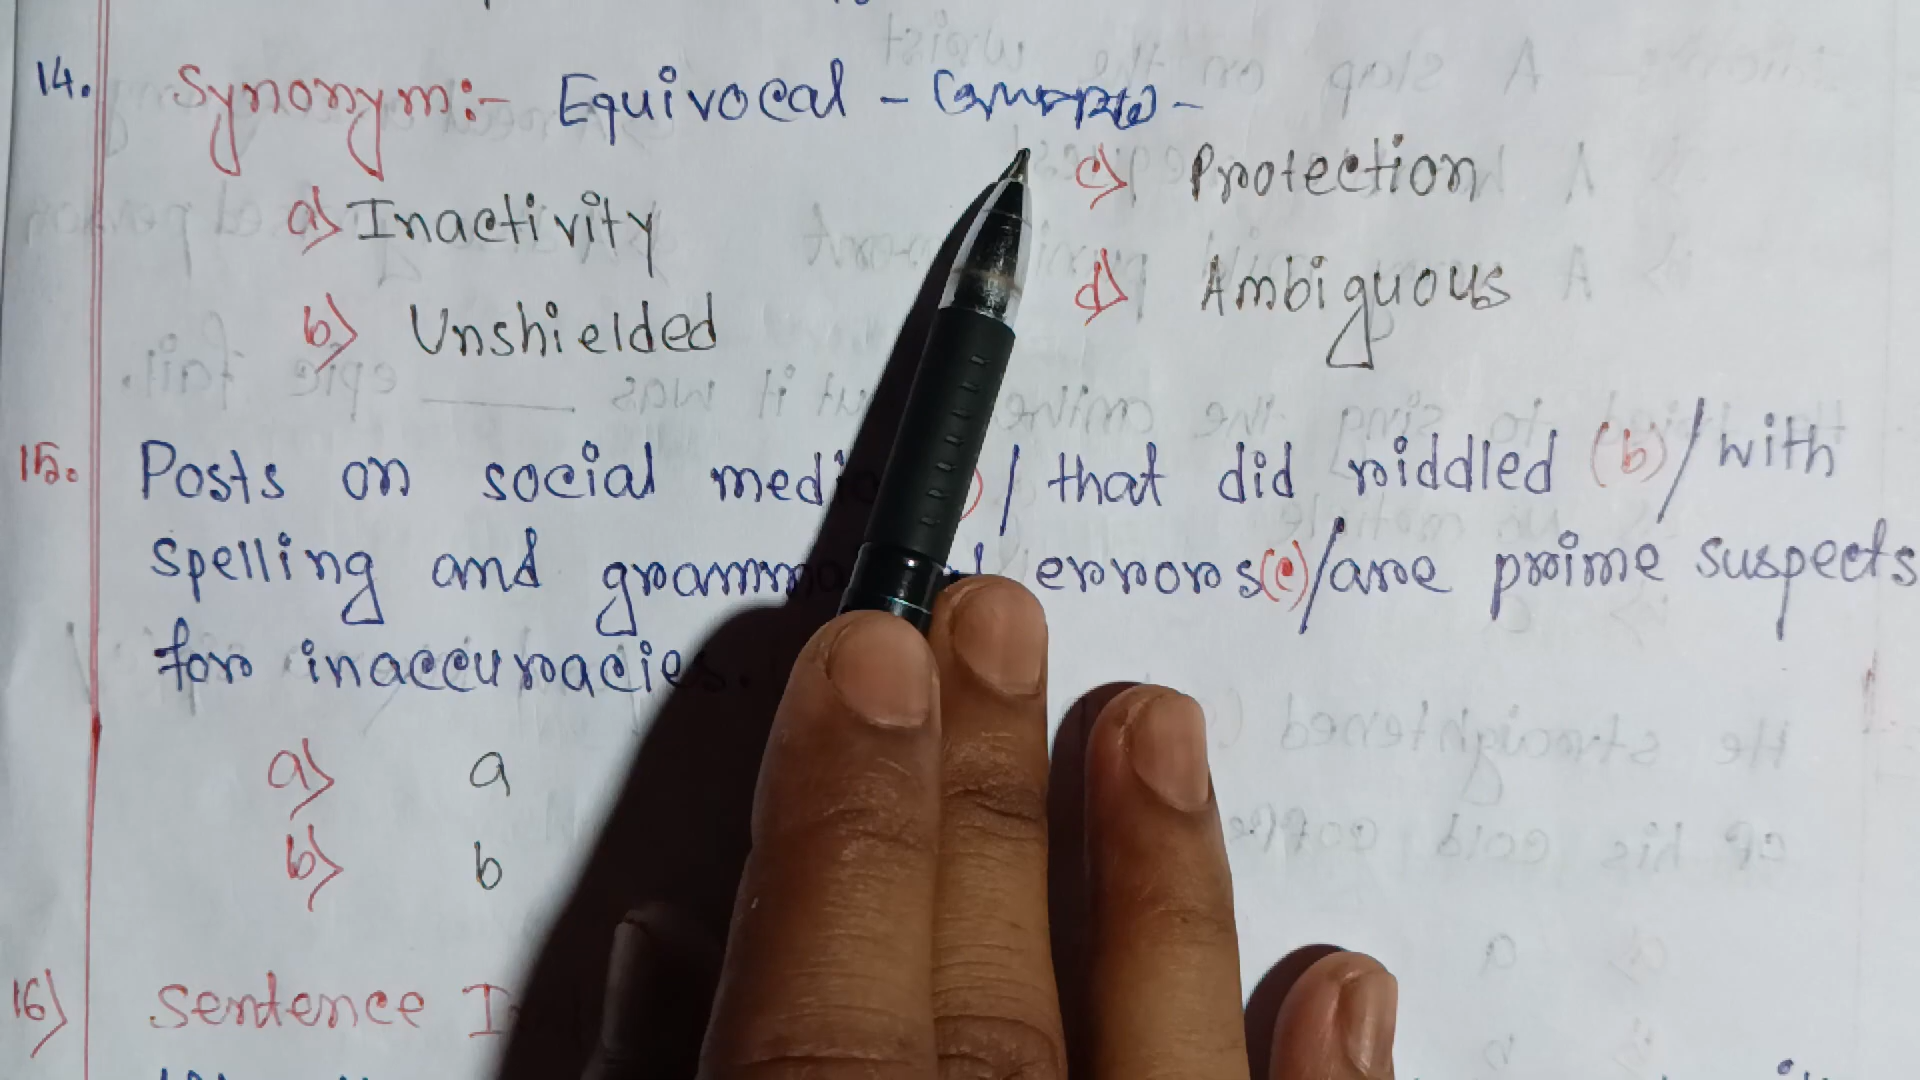 14. Synonym:- Equivocal -
a) Inactivity
b) Unshielded
c) Protection
d) Ambiguous
15. Posts on social / that did riddled (b) / with
spelling and errors (c) / are prime suspects
for inaccuracies.
a) a
b) b
16) Sentence